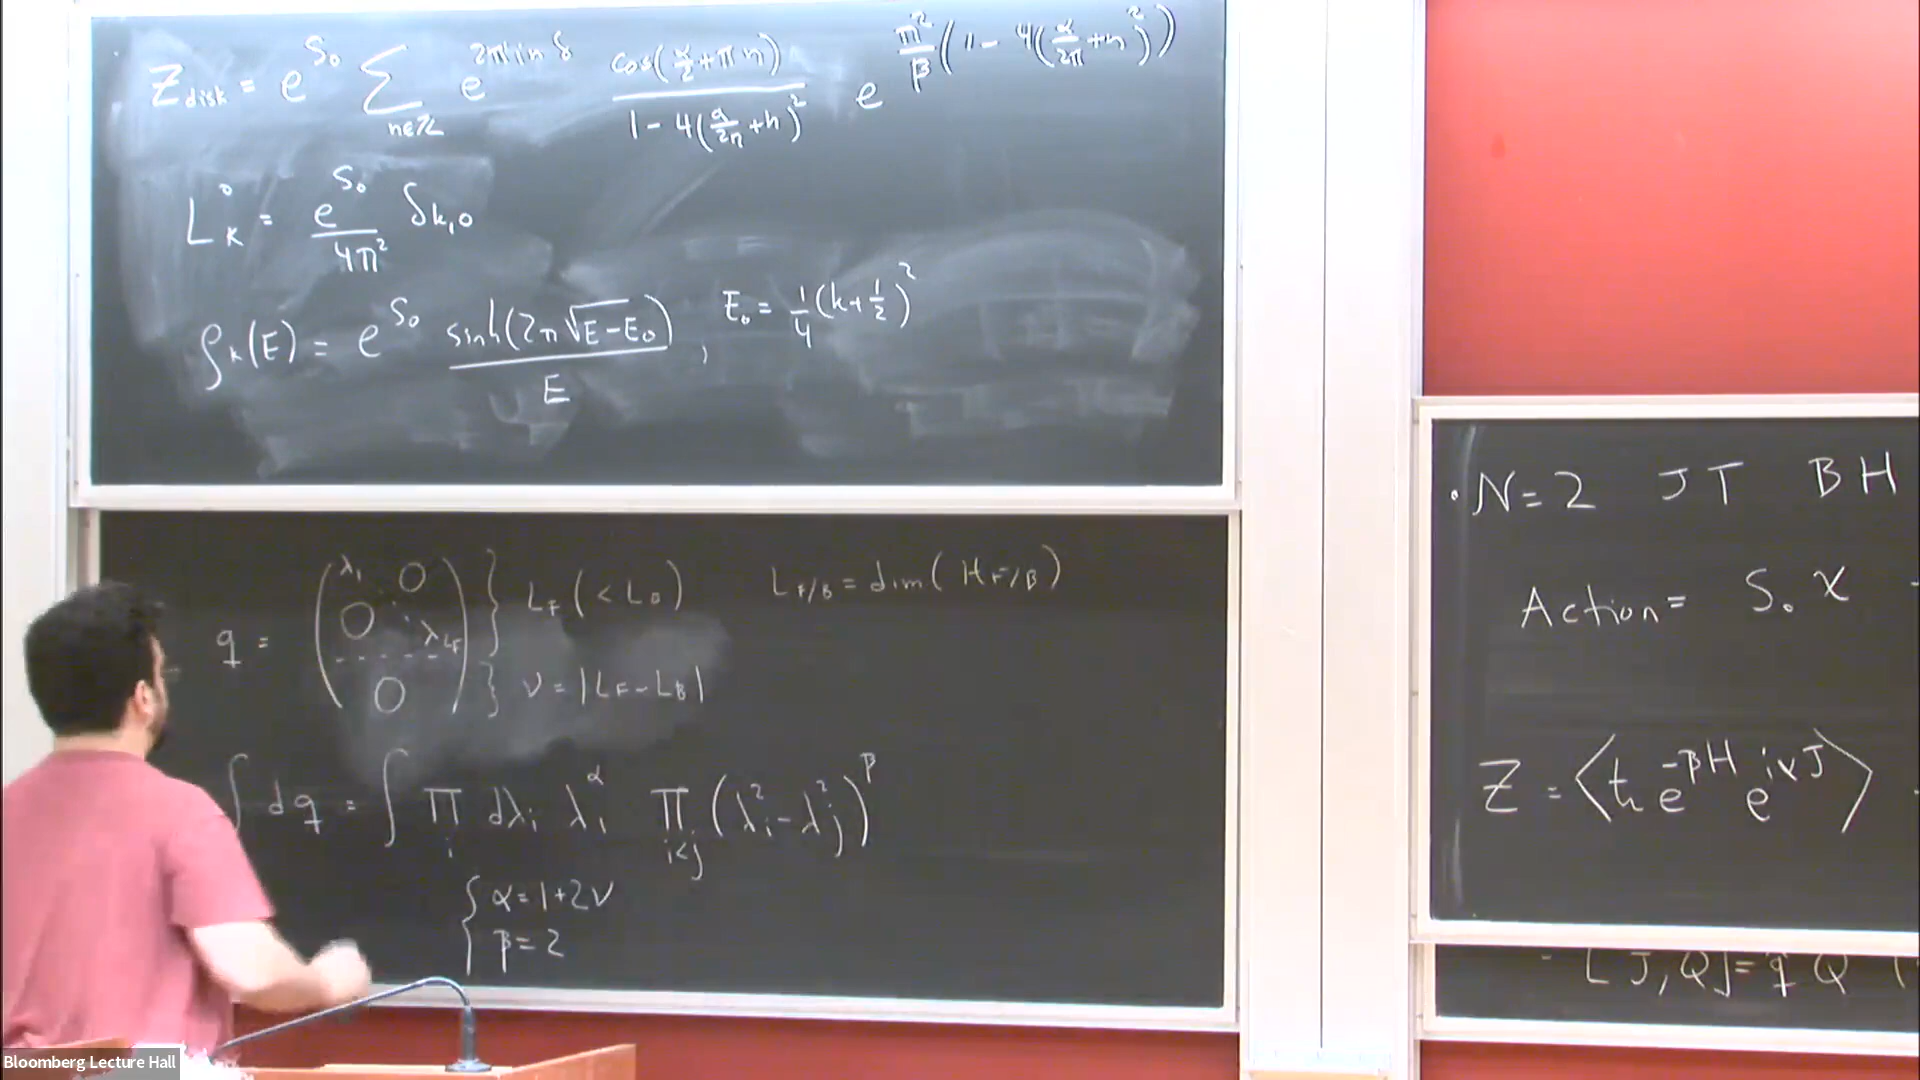 Z_disk = e^{S_0} Σ_{n∈ℤ} e^{2πinδ} cos(α/2+πn) / (1-4(α/2π+n)^2) e^{π^2/β (1-4(α/2π+n)^2)}
L_k^0 = e^{S_0}/4π^2 δ_{k,0}
ρ_k(E) = e^{S_0} sinh(2π√(E-E_0)) / E , E_0 = 1/4 (k+1/2)^2
q = ( λ_1 0 0 λ_{L_F} 0 ) } L_F (< L_B) L_{F/B} = dim(H_{F/B})
} ν = |L_F - L_B|
∫ dq = ∫ ∏_i dλ_i λ_i^α ∏_{i<j} (λ_i^2 - λ_j^2)^β
{ α = 1+2ν
β = 2
· N=2 JT BH
Action = S_0 χ
Z = ⟨tr e^{-βH} e^{iαJ}⟩
- [J, Q] = q̂ Q (
Bloomberg Lecture Hall